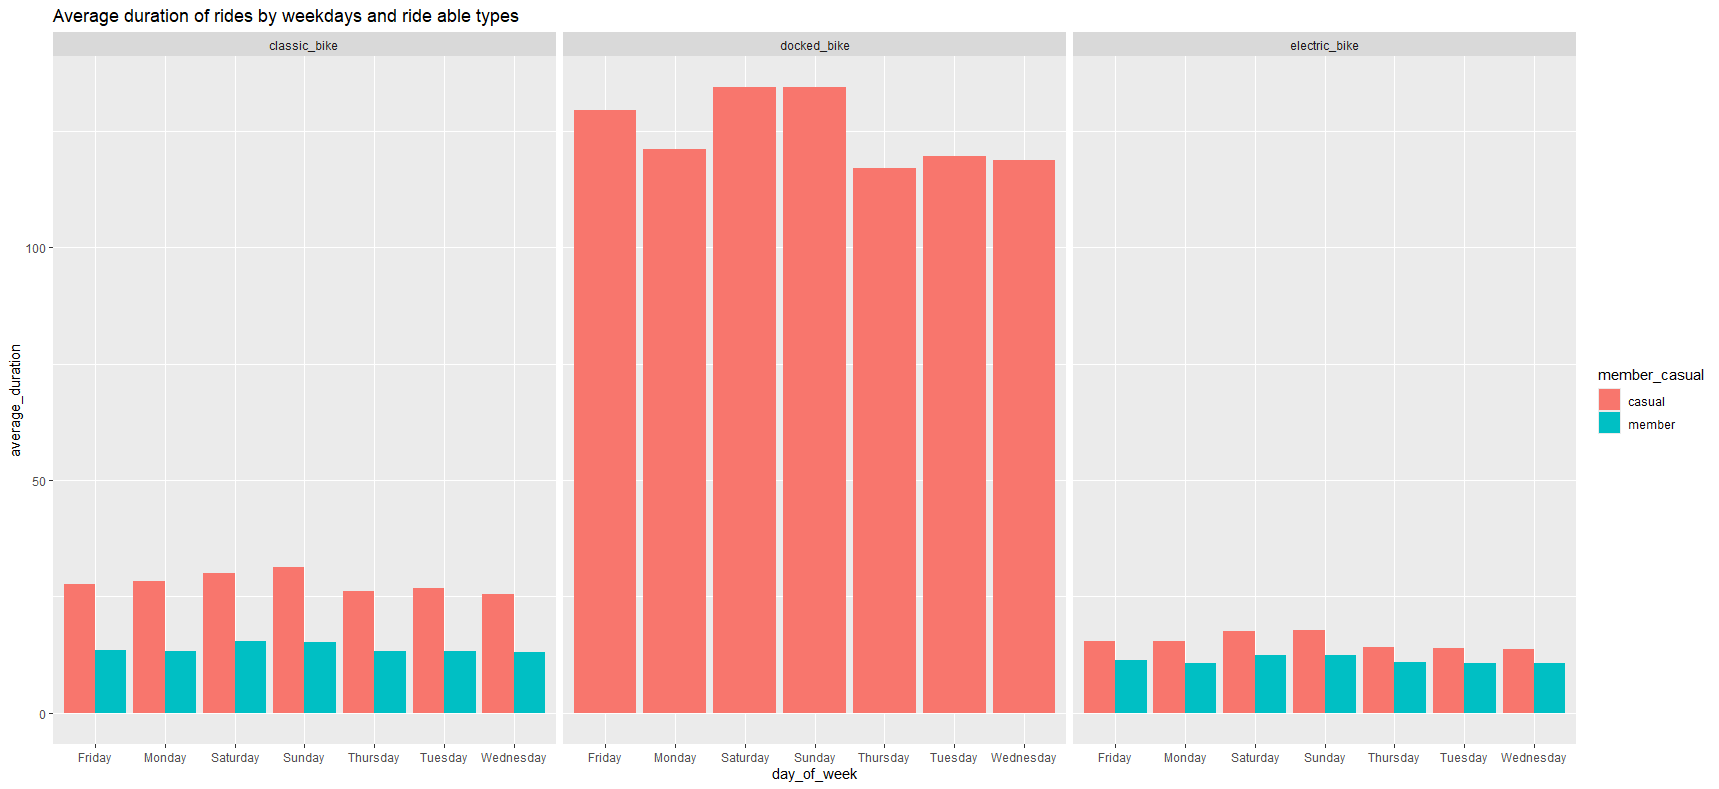 Average duration of rides by weekdays and ride able types
classic_bike
docked_bike
electric_bike
average_duration
100
50
0
Friday Monday Saturday Sunday Thursday Tuesday Wednesday
Friday Monday Saturday Sunday Thursday Tuesday Wednesday
Friday Monday Saturday Sunday Thursday Tuesday Wednesday
day_of_week
member_casual
casual
member